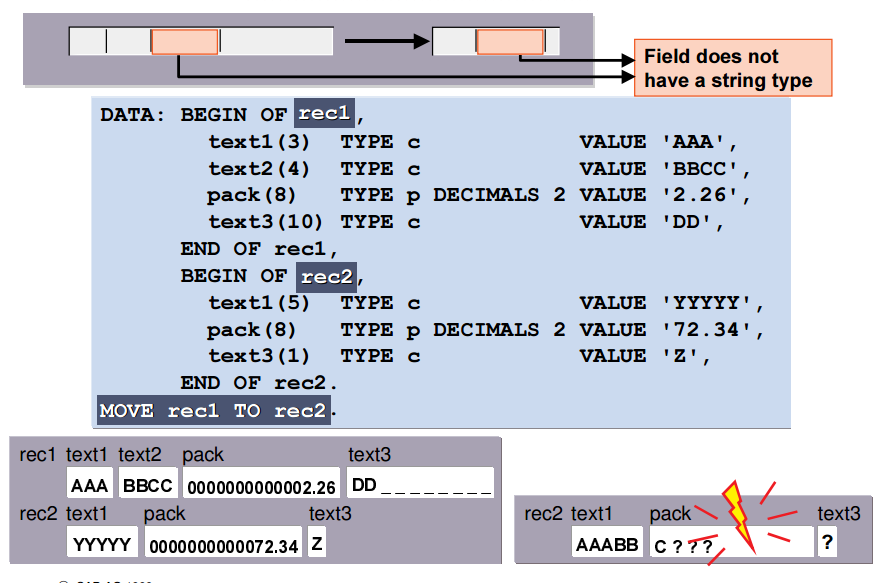 Field does not
have a string type
DATA: BEGIN OF rec1,
text1(3) TYPE c VALUE 'AAA',
text2(4) TYPE c VALUE 'BBCC',
pack(8) TYPE p DECIMALS 2 VALUE '2.26',
text3(10) TYPE c VALUE 'DD',
END OF rec1,
BEGIN OF rec2,
text1(5) TYPE c VALUE 'YYYYY',
pack(8) TYPE p DECIMALS 2 VALUE '72.34',
text3(1) TYPE c VALUE 'Z',
END OF rec2.
MOVE rec1 TO rec2.
rec1 text1 text2 pack text3
AAA BBCC 0000000000002.26 DD _ _ _ _ _ _ _ _
rec2 text1 pack text3
YYYYY 0000000000072.34 Z
rec2 text1 pack text3
AAABB C ? ? ? ?